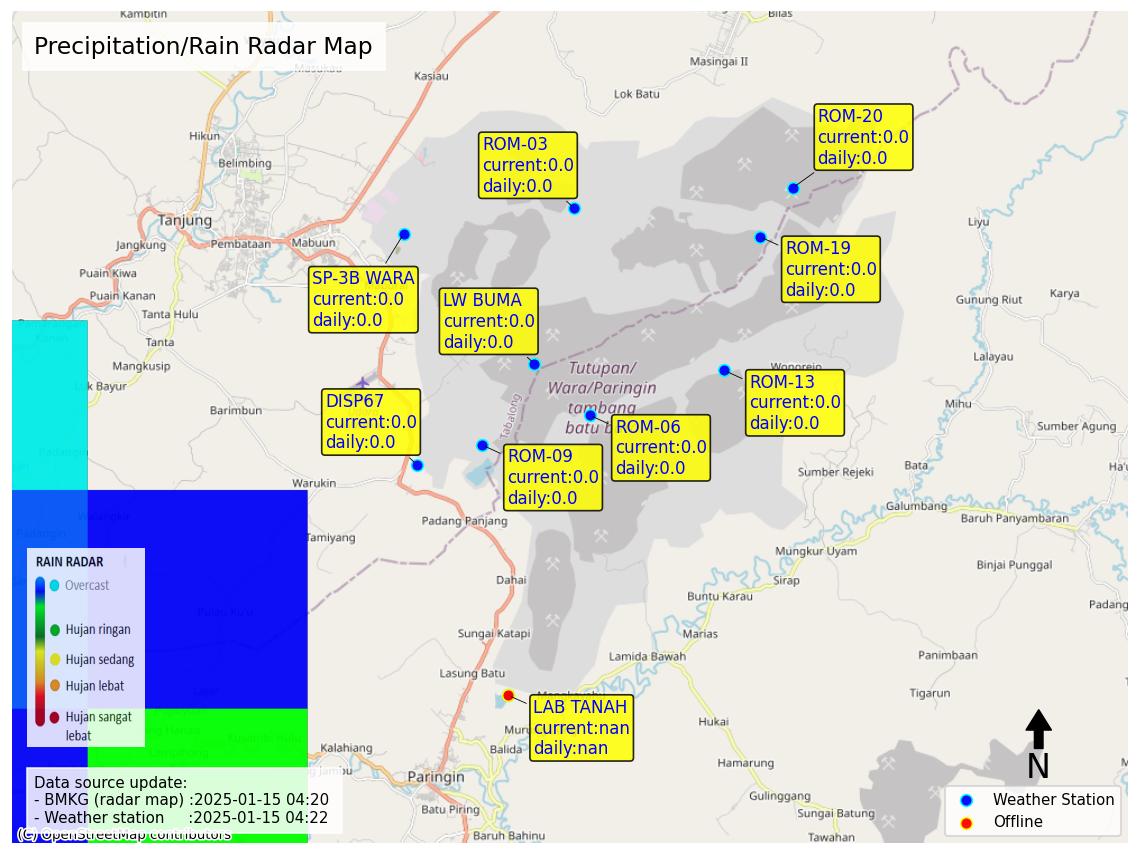 Precipitation/Rain Radar Map
Kambitin
Bilas
Masukau
Kasiau
Masingai II
Lok Batu
Hikun
Belimbing
Tanjung
Jangkung
Pembataan
Mabuun
Puain Kiwa
Puain Kanan
Tanta Hulu
Pamarangan
Kanan
Tanta
Mangkusip
Luk Bayur
Barimbun
Padangin
Warukin
Walangkir
Padangin
Tamiyang
Pulau Ku'u
Liyu
Gunung Riut
Karya
Lalayau
Wonorejo
Mihu
Sumber Agung
Sumber Rejeki
Bata
Ha'u
Galumbang
Baruh Panyambaran
Mungkur Uyam
Binjai Punggal
Sirap
Buntu Karau
Padang
Padang Panjang
Dahai
Sungai Katapi
Marias
Lamida Bawah
Panimbaan
Lasung Batu
Tigarun
Hukai
Balida
Kalahiang
Hamarung
Paringin
Gulinggang
Batu Piring
Sungai Batung
Baruh Bahinu
Tawahan
Tabalong
Tutupan/
Wara/Paringin
tambang
batu b
ROM-03
current:0.0
daily:0.0
ROM-20
current:0.0
daily:0.0
ROM-19
current:0.0
daily:0.0
SP-3B WARA
current:0.0
daily:0.0
LW BUMA
current:0.0
daily:0.0
ROM-13
current:0.0
daily:0.0
DISP67
current:0.0
daily:0.0
ROM-06
current:0.0
daily:0.0
ROM-09
current:0.0
daily:0.0
LAB TANAH
current:nan
daily:nan
RAIN RADAR
Overcast
Hujan ringan
Hujan sedang
Hujan lebat
Hujan sangat
lebat
Data source update:
- BMKG (radar map) :2025-01-15 04:20
- Weather station :2025-01-15 04:22
(C) OpenStreetMap contributors
N
Weather Station
Offline